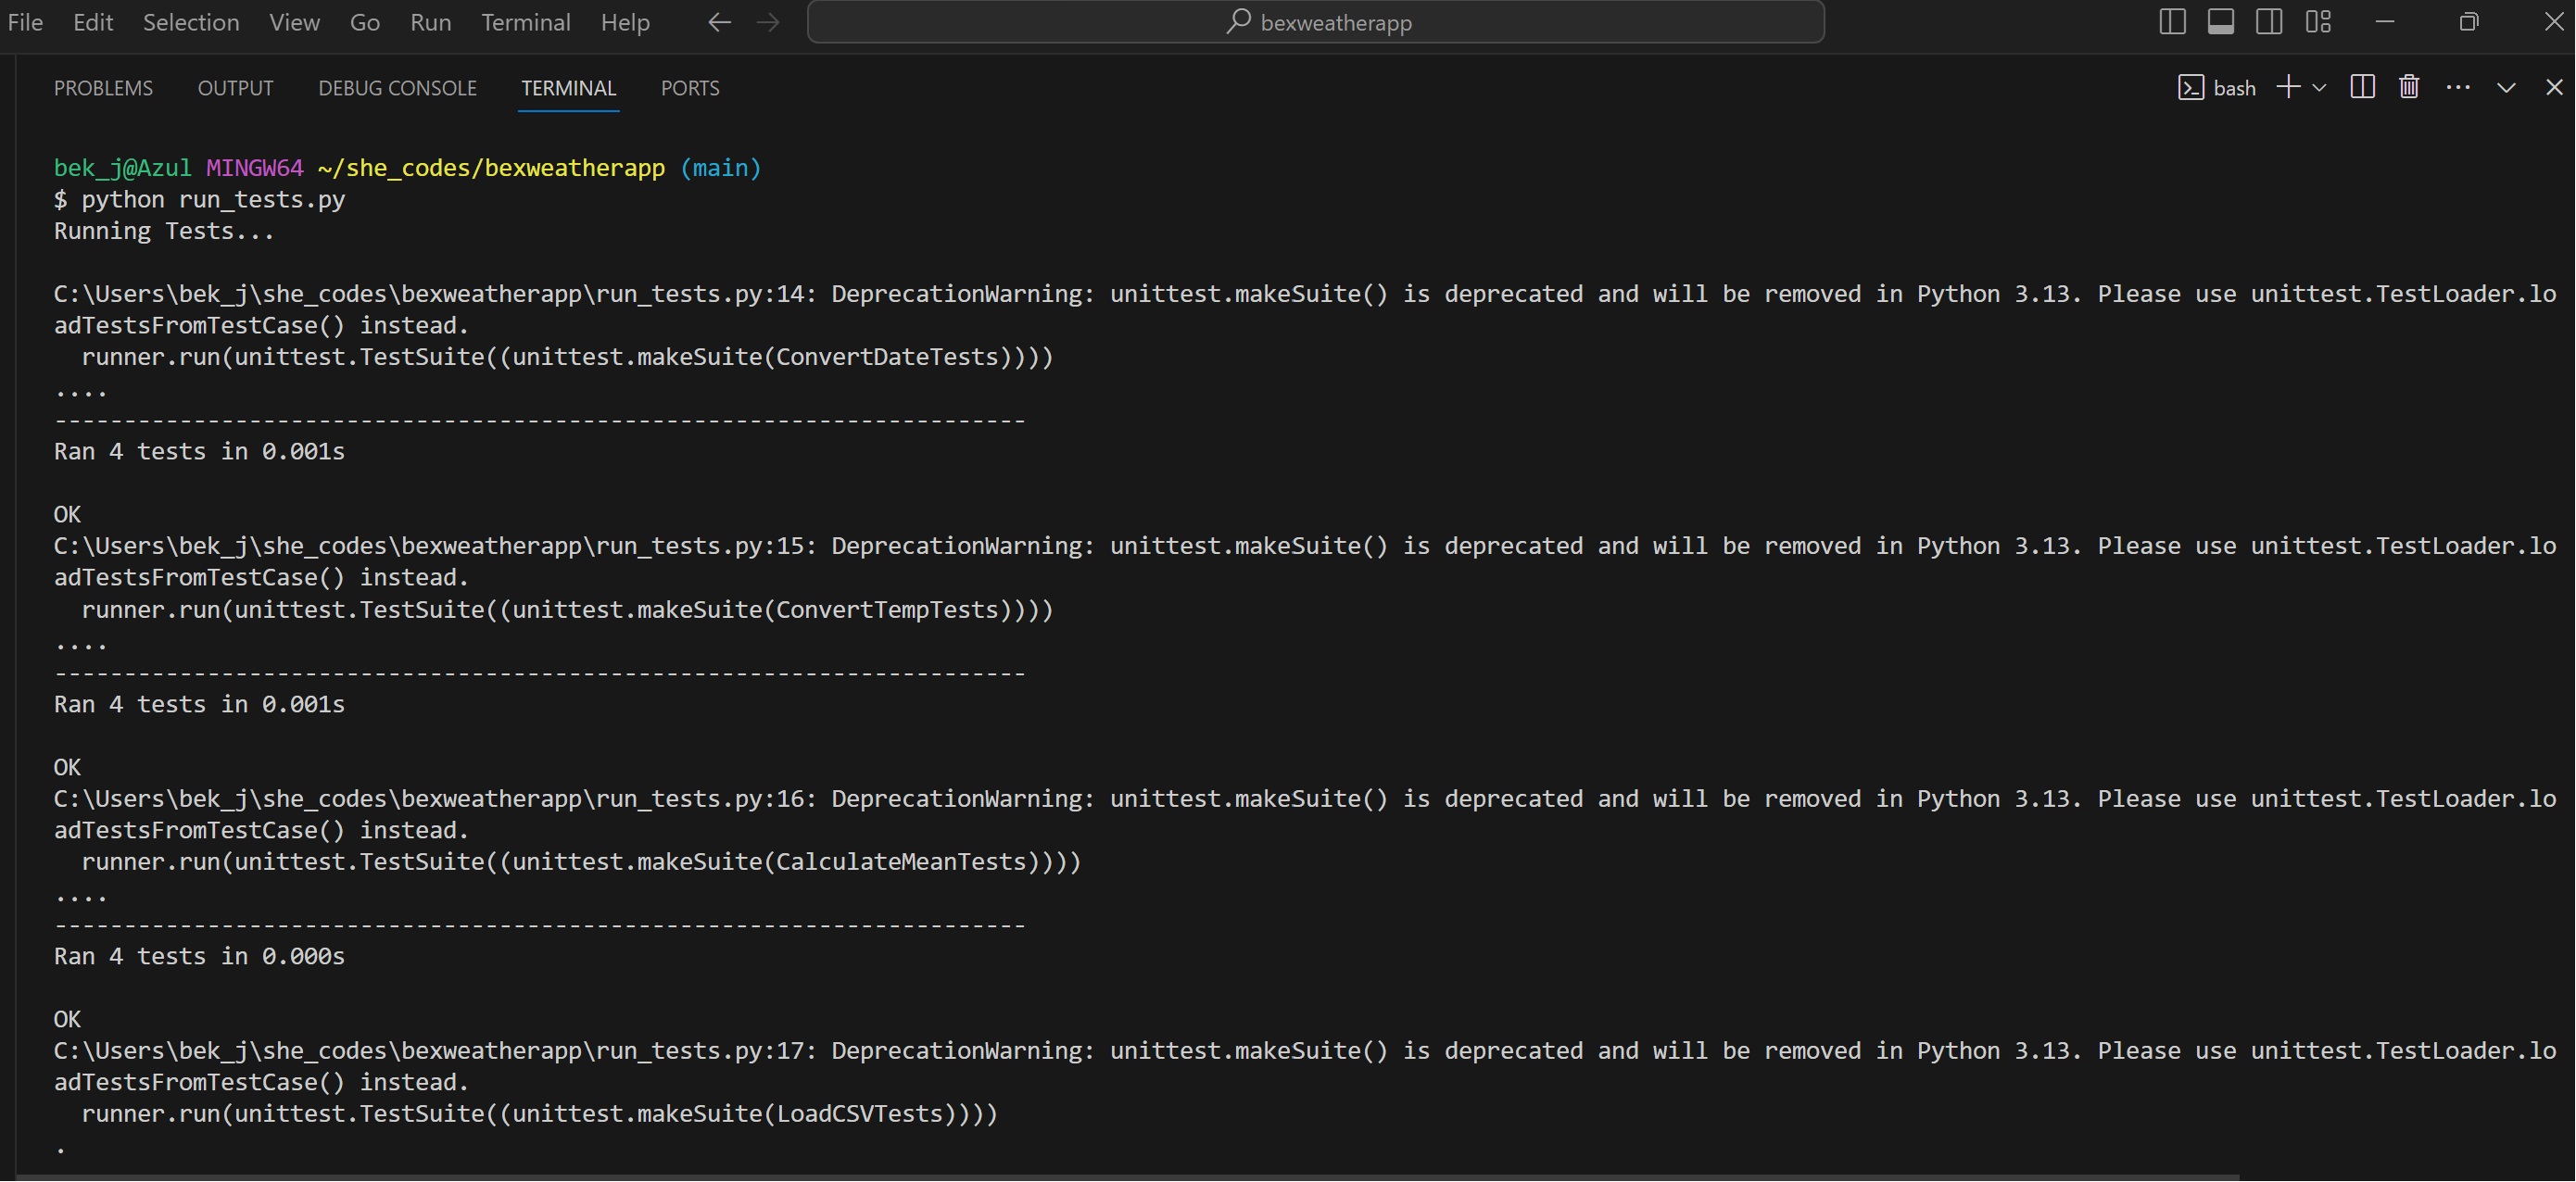 File Edit Selection View Go Run Terminal Help bexweatherapp
PROBLEMS OUTPUT DEBUG CONSOLE TERMINAL PORTS bash
bek_j@Azul MINGW64 ~/she_codes/bexweatherapp (main)
$ python run_tests.py
Running Tests...
C:\Users\bek_j\she_codes\bexweatherapp\run_tests.py:14: DeprecationWarning: unittest.makeSuite() is deprecated and will be removed in Python 3.13. Please use unittest.TestLoader.lo
adTestsFromTestCase() instead.
  runner.run(unittest.TestSuite((unittest.makeSuite(ConvertDateTests))))
....
----------------------------------------------------------------------
Ran 4 tests in 0.001s
OK
C:\Users\bek_j\she_codes\bexweatherapp\run_tests.py:15: DeprecationWarning: unittest.makeSuite() is deprecated and will be removed in Python 3.13. Please use unittest.TestLoader.lo
adTestsFromTestCase() instead.
  runner.run(unittest.TestSuite((unittest.makeSuite(ConvertTempTests))))
....
----------------------------------------------------------------------
Ran 4 tests in 0.001s
OK
C:\Users\bek_j\she_codes\bexweatherapp\run_tests.py:16: DeprecationWarning: unittest.makeSuite() is deprecated and will be removed in Python 3.13. Please use unittest.TestLoader.lo
adTestsFromTestCase() instead.
  runner.run(unittest.TestSuite((unittest.makeSuite(CalculateMeanTests))))
....
----------------------------------------------------------------------
Ran 4 tests in 0.000s
OK
C:\Users\bek_j\she_codes\bexweatherapp\run_tests.py:17: DeprecationWarning: unittest.makeSuite() is deprecated and will be removed in Python 3.13. Please use unittest.TestLoader.lo
adTestsFromTestCase() instead.
  runner.run(unittest.TestSuite((unittest.makeSuite(LoadCSVTests))))
.